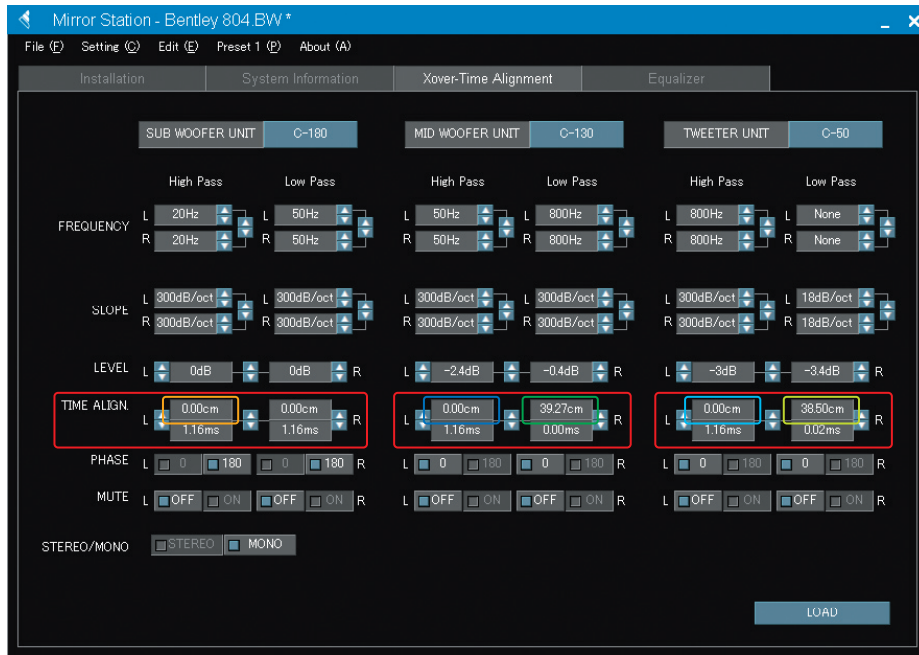 Mirror Station - Bentley 804.BW *
File (F) Setting (C) Edit (E) Preset 1 (P) About (A)
Installation System Information Xover-Time Alignment Equalizer
SUB WOOFER UNIT C-180 MID WOOFER UNIT C-130 TWEETER UNIT C-50
High Pass Low Pass High Pass Low Pass High Pass Low Pass
L 20Hz L 50Hz L 50Hz L 800Hz L 800Hz L None
FREQUENCY
R 20Hz R 50Hz R 50Hz R 800Hz R 800Hz R None
L 300dB/oct L 300dB/oct L 300dB/oct L 300dB/oct L 300dB/oct L 18dB/oct
SLOPE
R 300dB/oct R 300dB/oct R 300dB/oct R 300dB/oct R 300dB/oct R 18dB/oct
LEVEL L 0dB 0dB R L -2.4dB -0.4dB R L -3dB -3.4dB R
TIME ALIGN. 0.00cm 0.00cm 0.00cm 39.27cm 0.00cm 38.50cm
L R L R L R
1.16ms 1.16ms 1.16ms 0.00ms 1.16ms 0.02ms
PHASE L 0 180 0 180 R L 0 180 0 180 R L 0 180 0 180 R
MUTE L OFF ON OFF ON R L OFF ON OFF ON R L OFF ON OFF ON R
STEREO/MONO STEREO MONO
LOAD